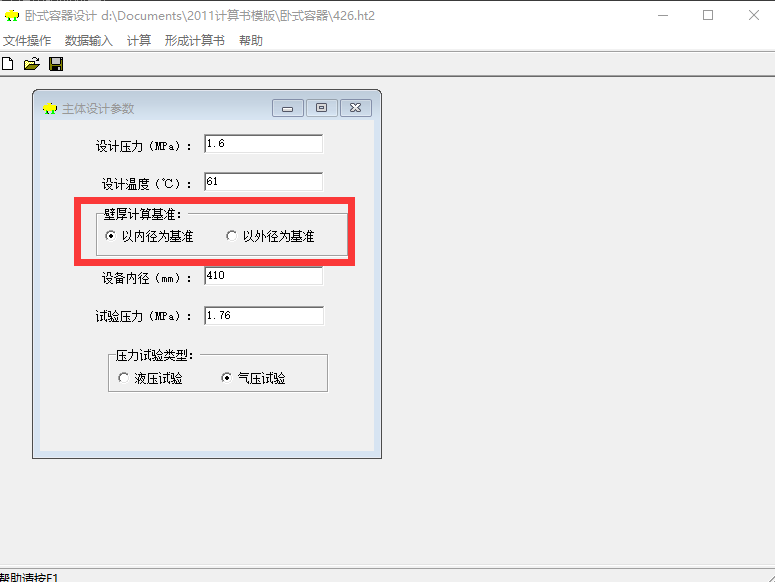 卧式容器设计 d:\Documents\2011计算书模版\卧式容器\426.ht2
文件操作 数据输入 计算 形成计算书 帮助
主体设计参数
设计压力（MPa）： 1.6
设计温度（℃）： 61
壁厚计算基准：
以内径为基准 以外径为基准
设备内径（mm）： 410
试验压力（MPa）： 1.76
压力试验类型：
液压试验 气压试验
帮助请按F1